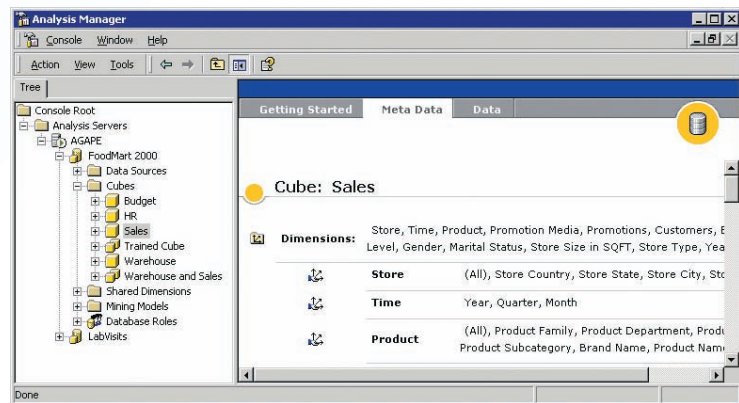 Analysis Manager
Console Window Help
Action View Tools
Tree
Console Root
Analysis Servers
AGAPE
FoodMart 2000
Data Sources
Cubes
Budget
HR
Sales
Trained Cube
Warehouse
Warehouse and Sales
Shared Dimensions
Mining Models
Database Roles
LabVisits
Getting Started Meta Data Data
Cube: Sales
Dimensions: Store, Time, Product, Promotion Media, Promotions, Customers,
Level, Gender, Marital Status, Store Size in SQFT, Store Type,
Store (All), Store Country, Store State, Store City,
Time Year, Quarter, Month
Product (All), Product Family, Product Department,
Product Subcategory, Brand Name, Product
Done